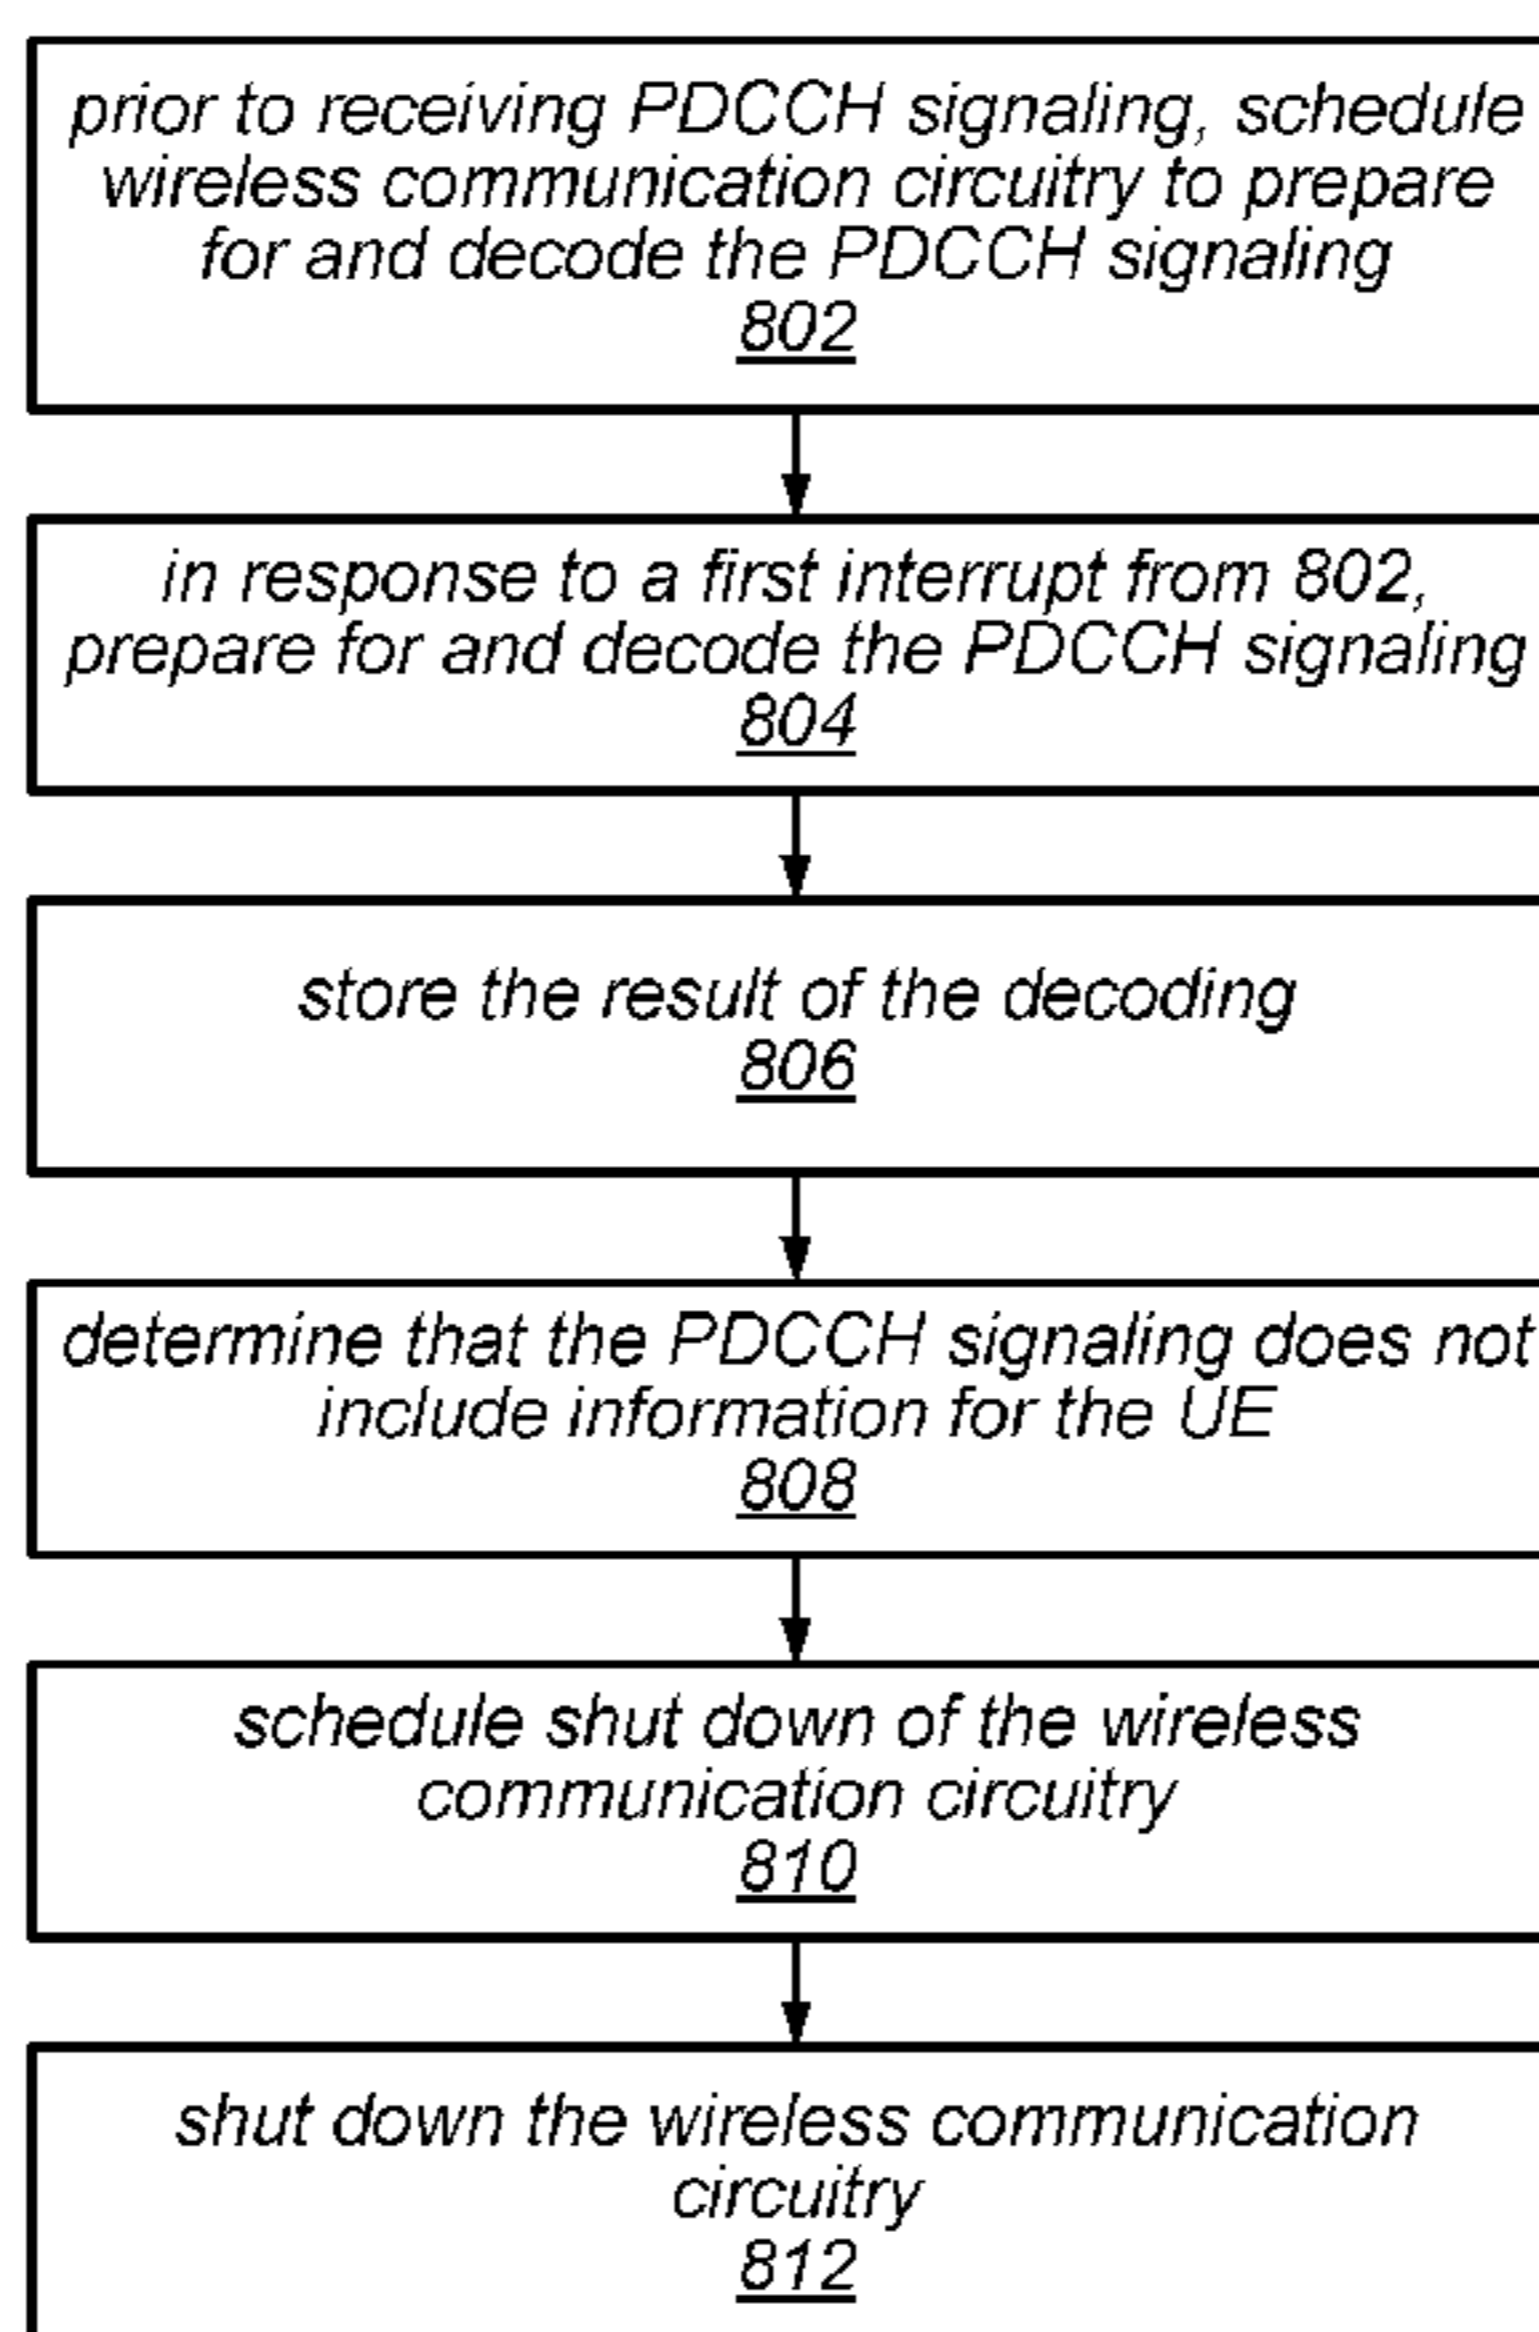 prior to receiving PDCCH signaling, schedule
wireless communication circuitry to prepare
for and decode the PDCCH signaling
802
in response to a first interrupt from 802,
prepare for and decode the PDCCH signaling
804
store the result of the decoding
806
determine that the PDCCH signaling does not
include information for the UE
808
schedule shut down of the wireless
communication circuitry
810
shut down the wireless communication
circuitry
812